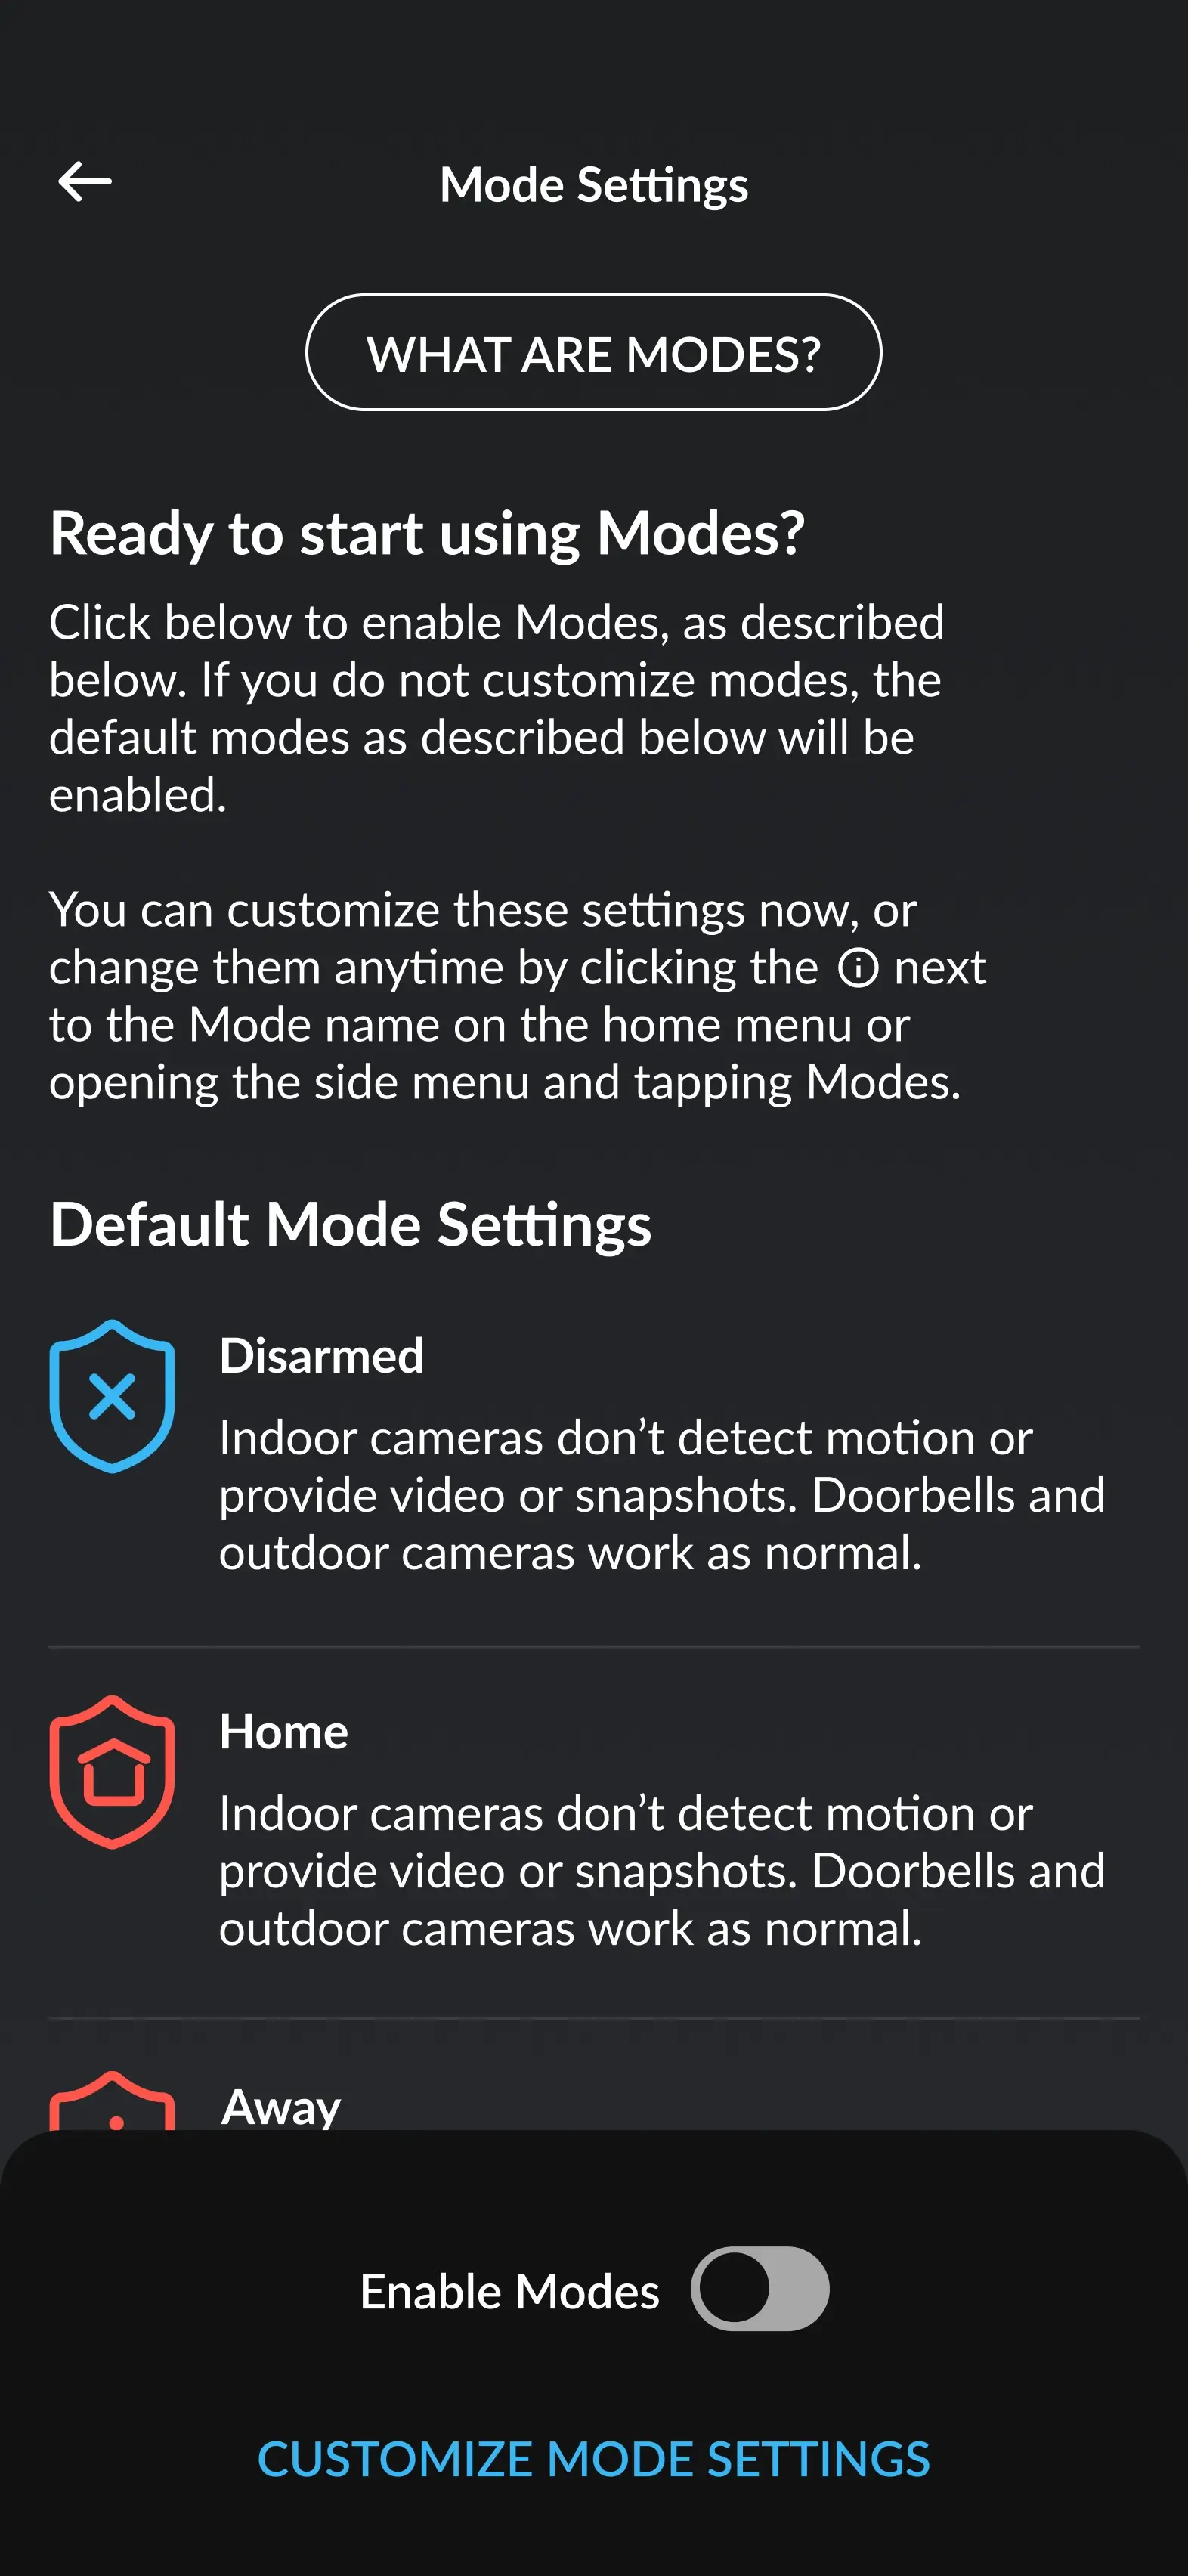 Mode Settings
WHAT ARE MODES?
Ready to start using Modes?
Click below to enable Modes, as described
below. If you do not customize modes, the
default modes as described below will be
enabled.
You can customize these settings now, or
change them anytime by clicking the ⓘ next
to the Mode name on the home menu or
opening the side menu and tapping Modes.
Default Mode Settings
Disarmed
Indoor cameras don’t detect motion or
provide video or snapshots. Doorbells and
outdoor cameras work as normal.
Home
Indoor cameras don’t detect motion or
provide video or snapshots. Doorbells and
outdoor cameras work as normal.
Away
Enable Modes
CUSTOMIZE MODE SETTINGS